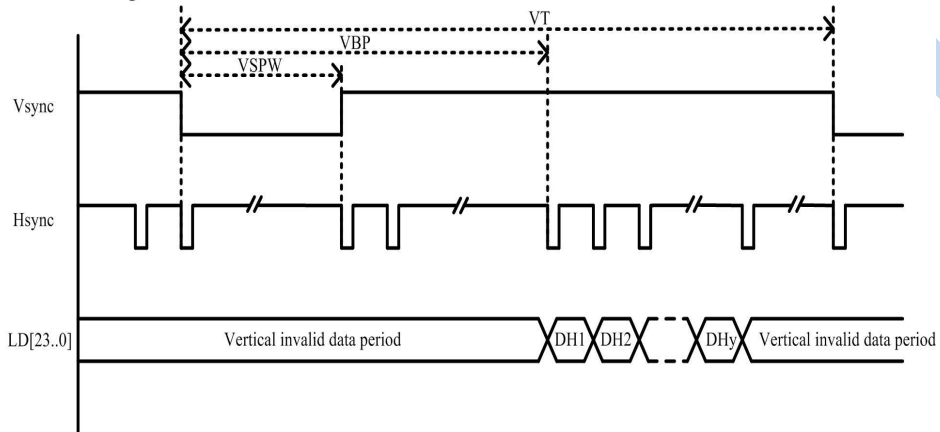 VT
VBP
VSPW
Vsync
Hsync
LD[23..0]
Vertical invalid data period
DH1
DH2
DHy
Vertical invalid data period